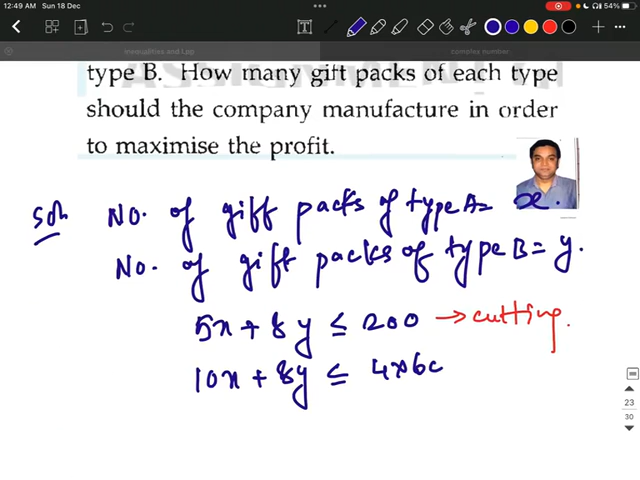 12:49 AM Sun 18 Dec
54%
Inequalities and Lpp
complex number
type B. How many gift packs of each type
should the company manufacture in order
to maximise the profit.
Soln No. of gift packs of type A = x.
No. of gift packs of type B = y.
5x + 8y ≤ 200 → cutting.
10x + 8y ≤ 4×60
23
30